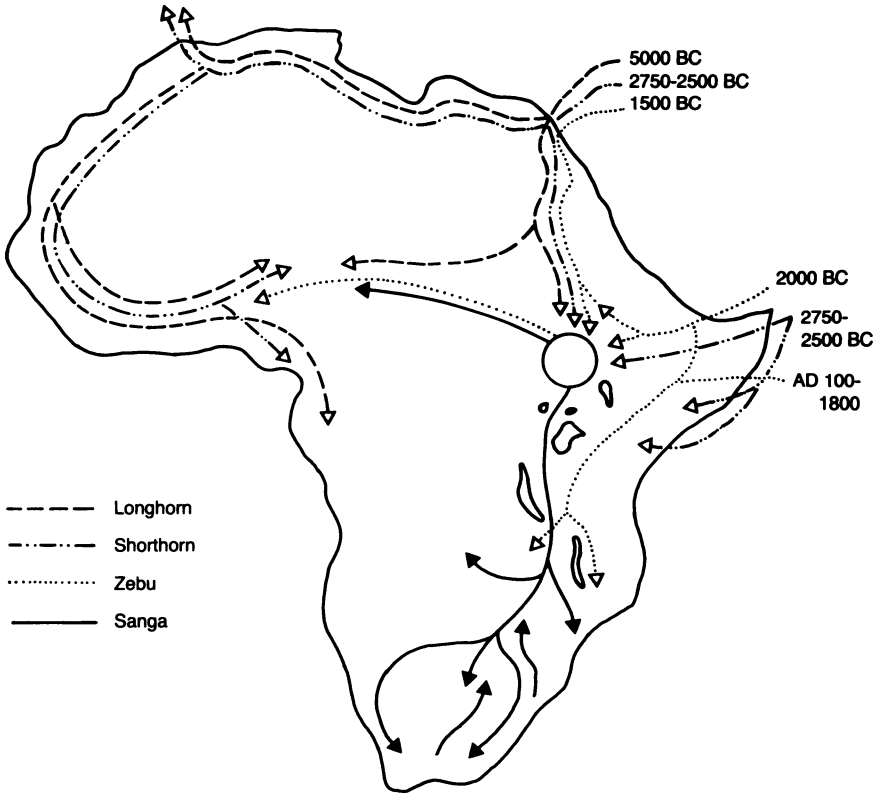 5000 BC
2750-2500 BC
1500 BC
2000 BC
2750-
2500 BC
AD 100-
1800
Longhorn
Shorthorn
Zebu
Sanga